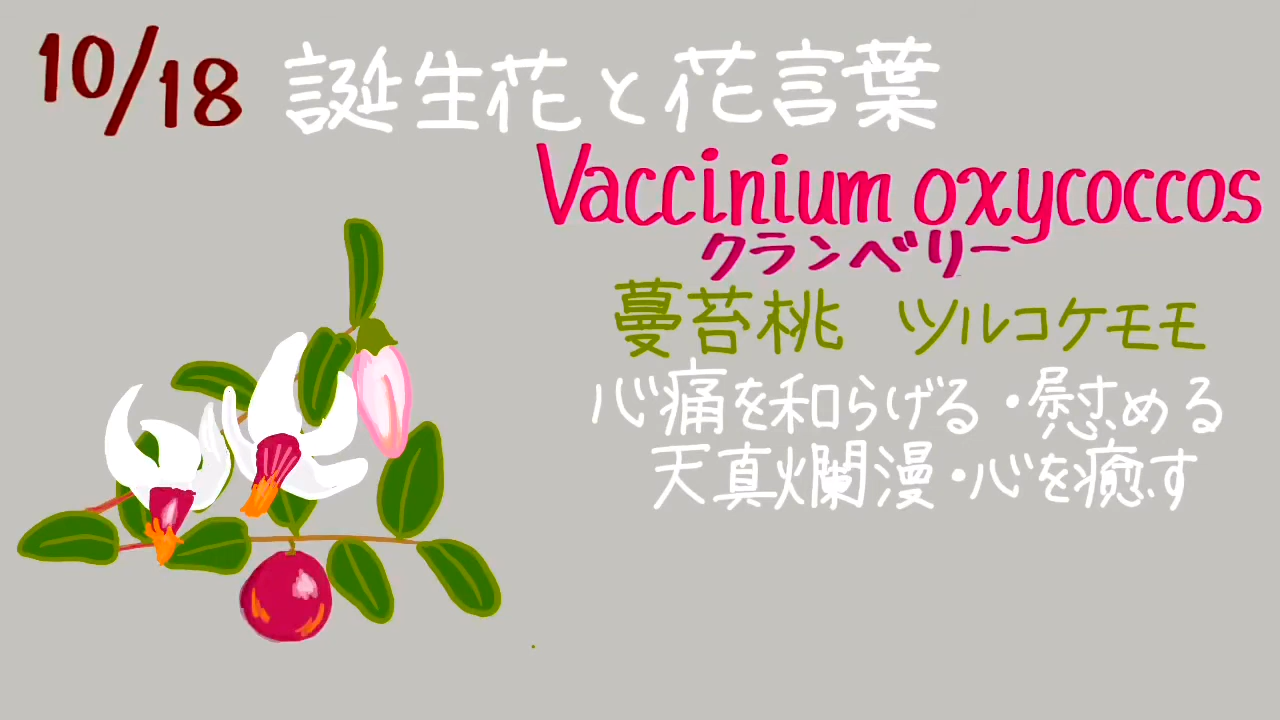 10/18 誕生花と花言葉
Vaccinium oxycoccos
クランベリー
蔓苔桃 ツルコケモモ
心痛を和らげる・慰める
天真爛漫・心を癒す